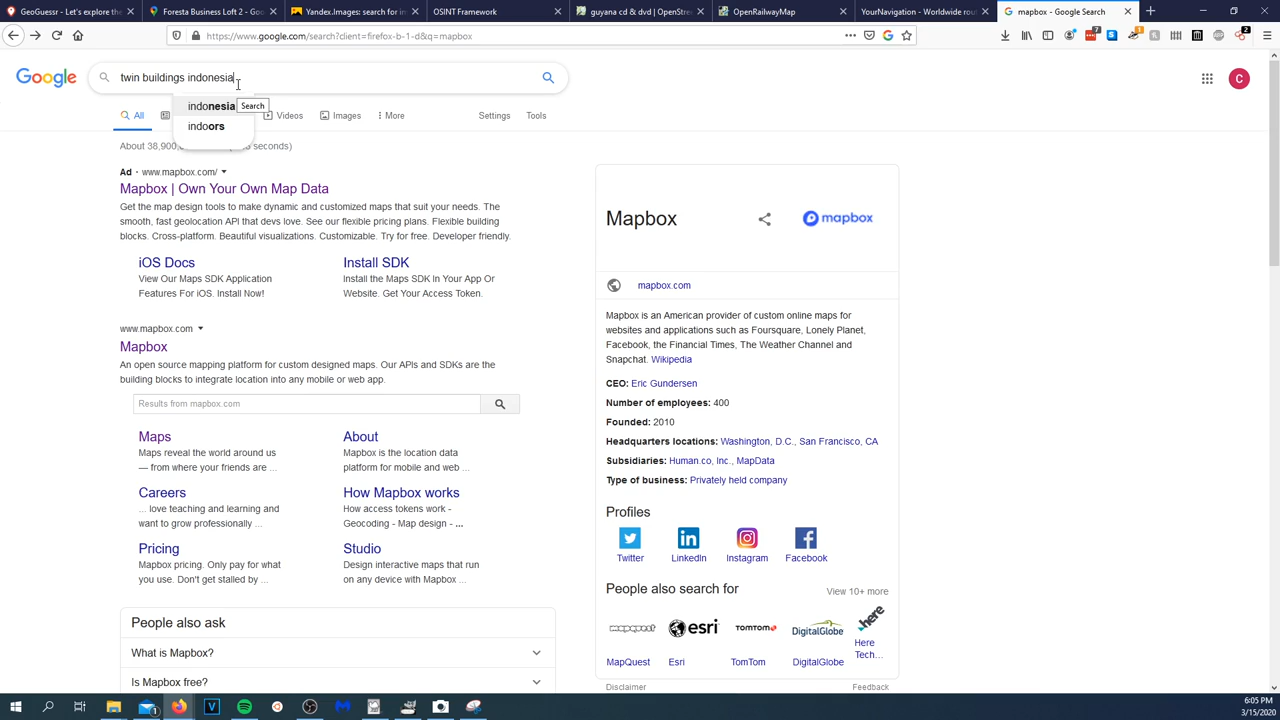 GeoGuessr - Let's explore the
Foresta Business Loft 2 - Goo
Yandex.Images: search for im
OSINT Framework
guyana cd & dvd | OpenStree
OpenRailwayMap
YourNavigation - Worldwide rou
mapbox - Google Search
https://www.google.com/search?client=firefox-b-1-d&q=mapbox
7
1
2
Google
twin buildings indonesia
C
indonesia
Search
indoors
All
Videos
Images
More
Settings
Tools
About 38,900,
seconds)
Ad · www.mapbox.com/
Mapbox | Own Your Own Map Data
Get the map design tools to make dynamic and customized maps that suit your needs. The
smooth, fast geolocation API that devs love. See our flexible pricing plans. Flexible building
blocks. Cross-platform. Beautiful visualizations. Customizable. Try for free. Developer friendly.
iOS Docs
View Our Maps SDK Application
Features For iOS. Install Now!
Install SDK
Install the Maps SDK In Your App Or
Website. Get Your Access Token.
www.mapbox.com
Mapbox
An open source mapping platform for custom designed maps. Our APIs and SDKs are the
building blocks to integrate location into any mobile or web app.
Results from mapbox.com
Maps
Maps reveal the world around us
— from where your friends are ...
About
Mapbox is the location data
platform for mobile and web ...
Careers
... love teaching and learning and
want to grow professionally ...
How Mapbox works
How access tokens work -
Geocoding - Map design - ...
Pricing
Mapbox pricing. Only pay for what
you use. Don't get stalled by ...
Studio
Design interactive maps that run
on any device with Mapbox ...
People also ask
What is Mapbox?
Is Mapbox free?
Mapbox
mapbox
mapbox.com
Mapbox is an American provider of custom online maps for
websites and applications such as Foursquare, Lonely Planet,
Facebook, the Financial Times, The Weather Channel and
Snapchat. Wikipedia
CEO: Eric Gundersen
Number of employees: 400
Founded: 2010
Headquarters locations: Washington, D.C., San Francisco, CA
Subsidiaries: Human.co, Inc., MapData
Type of business: Privately held company
Profiles
Twitter
LinkedIn
Instagram
Facebook
People also search for
View 10+ more
mapquest
esri
TOMTOM
DigitalGlobe
here
MapQuest
Esri
TomTom
DigitalGlobe
Here
Tech...
Disclaimer
Feedback
6:05 PM
3/15/2020